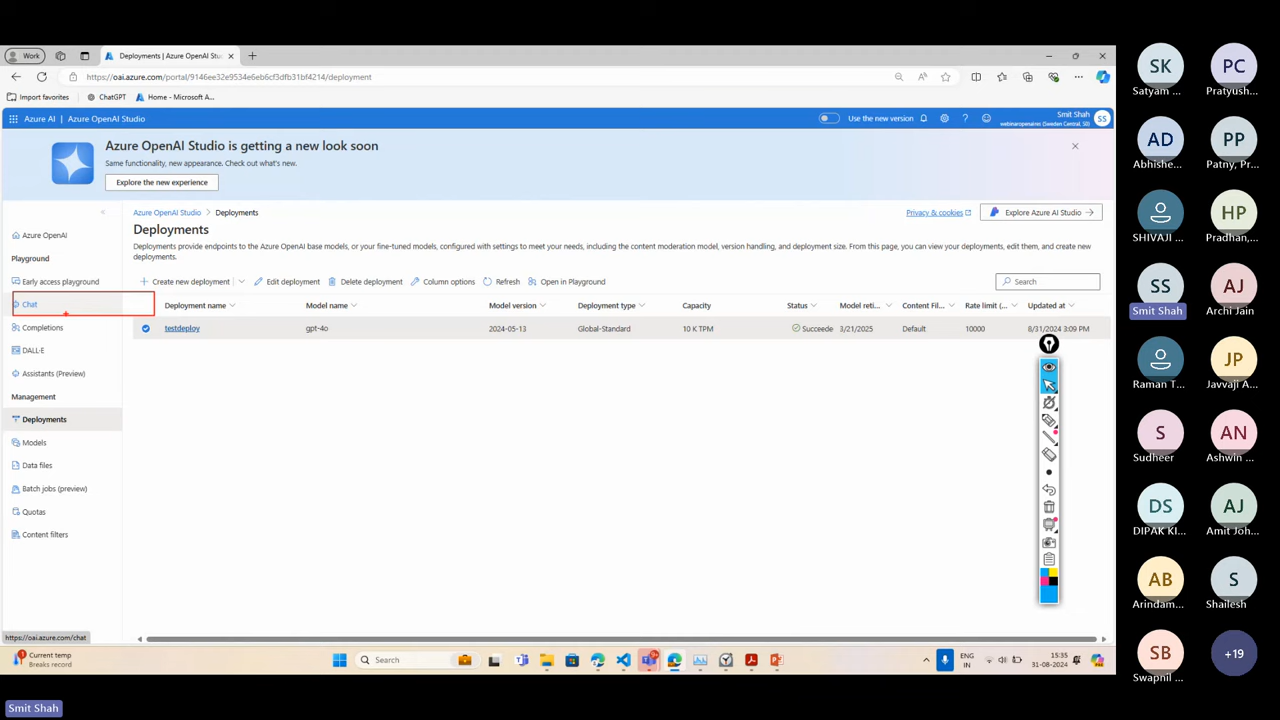 Work
Deployments | Azure OpenAI Stu
https://oai.azure.com/portal/9146ee32e9534e6eb6cf3dfb31bf4214/deployment
Import favorites
ChatGPT
Home - Microsoft A...
Azure AI | Azure OpenAI Studio
Use the new version
Smit Shah
webinaropenaires (Sweden Central, S0)
SS
Azure OpenAI Studio is getting a new look soon
Same functionality, new appearance. Check out what's new.
Explore the new experience
Azure OpenAI
Playground
Early access playground
Chat
Completions
DALL·E
Assistants (Preview)
Management
Deployments
Models
Data files
Batch jobs (preview)
Quotas
Content filters
Azure OpenAI Studio > Deployments
Privacy & cookies
Explore Azure AI Studio
Deployments
Deployments provide endpoints to the Azure OpenAI base models, or your fine-tuned models, configured with settings to meet your needs, including the content moderation model, version handling, and deployment size. From this page, you can view your deployments, edit them, and create new
deployments.
Create new deployment
Edit deployment
Delete deployment
Column options
Refresh
Open in Playground
Search
Deployment name Model name Model version Deployment type Capacity Status Model reti... Content Fil... Rate limit (... Updated at
testdeploy gpt-4o 2024-05-13 Global-Standard 10 K TPM Succeede 3/21/2025 Default 10000 8/31/2024 3:09 PM
https://oai.azure.com/chat
1
Current temp
Breaks record
Search
ENG
IN
15:35
31-08-2024
SK
Satyam ...
PC
Pratyush...
AD
Abhishe...
PP
Patny, Pr...
SHIVAJI ...
HP
Pradhan,...
SS
Smit Shah
AJ
Archi Jain
Raman T...
JP
Javvaji A...
S
Sudheer
AN
Ashwin ...
DS
DIPAK KI...
AJ
Amit Joh...
AB
Arindam...
S
Shailesh
SB
Swapnil ...
+19
Smit Shah